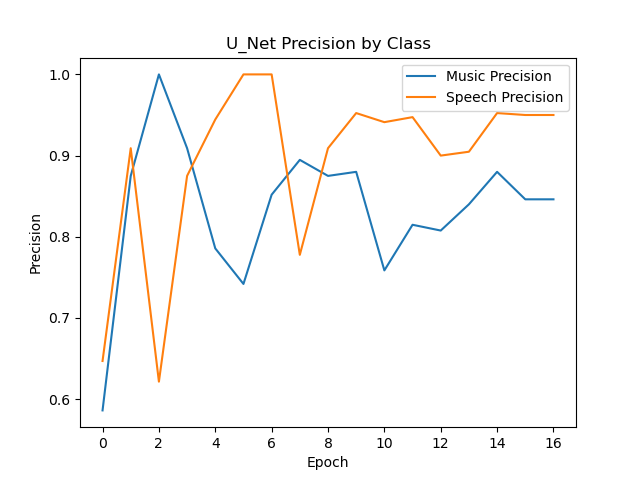 U_Net Precision by Class
Music Precision
Speech Precision
Precision
1.0
0.9
0.8
0.7
0.6
0 2 4 6 8 10 12 14 16
Epoch